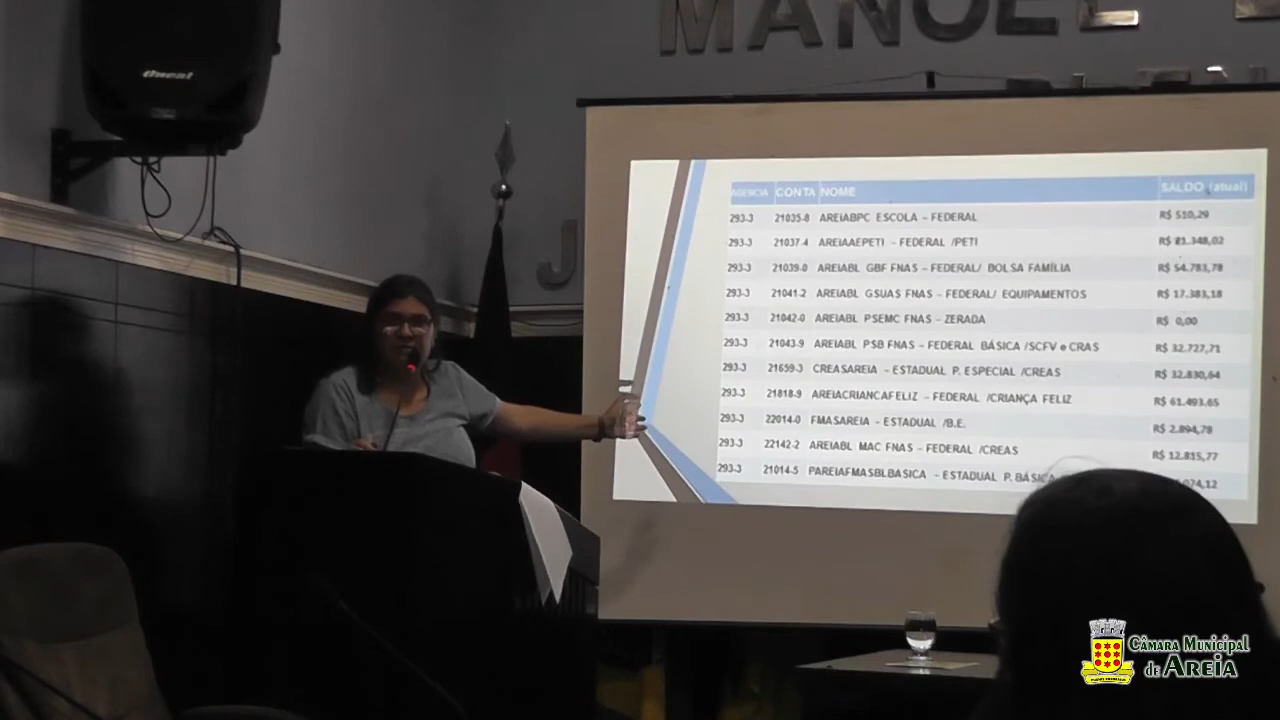 Oneal
MANOEL
J
AGENCIA CONTA NOME SALDO (atual)
293-3 21035-8 AREIABPC ESCOLA – FEDERAL R$ 510,29
293-3 21037-4 AREIAAEPETI – FEDERAL /PETI R$ 21.348,02
293-3 21039-0 AREIABL GBF FNAS – FEDERAL/ BOLSA FAMÍLIA R$ 54.783,78
293-3 21041-2 AREIABL GSUAS FNAS – FEDERAL/ EQUIPAMENTOS R$ 17.383,18
293-3 21042-0 AREIABL PSEMC FNAS – ZERADA R$ 0,00
293-3 21043-9 AREIABL PSB FNAS – FEDERAL BÁSICA /SCFV e CRAS R$ 32.727,71
293-3 21659-3 CREASAREIA – ESTADUAL P. ESPECIAL /CREAS R$ 32.830,64
293-3 21818-9 AREIACRIANCAFELIZ – FEDERAL /CRIANÇA FELIZ R$ 61.493.65
293-3 22014-0 FMASAREIA – ESTADUAL /B.E. R$ 2.894,78
293-3 22142-2 AREIABL MAC FNAS – FEDERAL /CREAS R$ 12.815,77
293-3 21014-5 PAREIAFMASBLBASICA – ESTADUAL P. BÁSICA 074,12
CÂMARA MUNICIPAL
DE AREIA